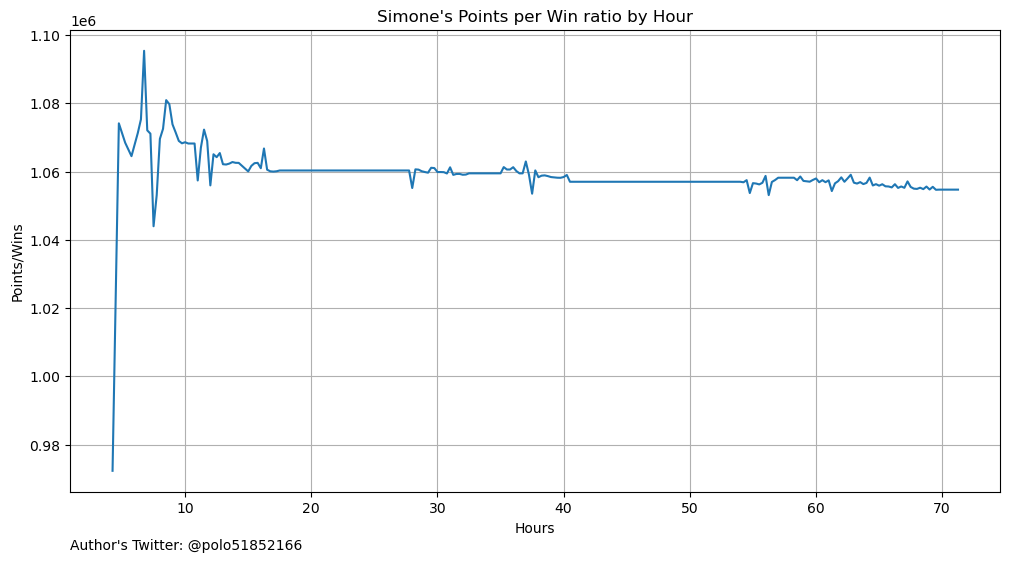 Simone's Points per Win ratio by Hour
1e6
1.10
1.08
1.06
1.04
1.02
1.00
0.98
Points/Wins
10 20 30 40 50 60 70
Hours
Author's Twitter: @polo51852166